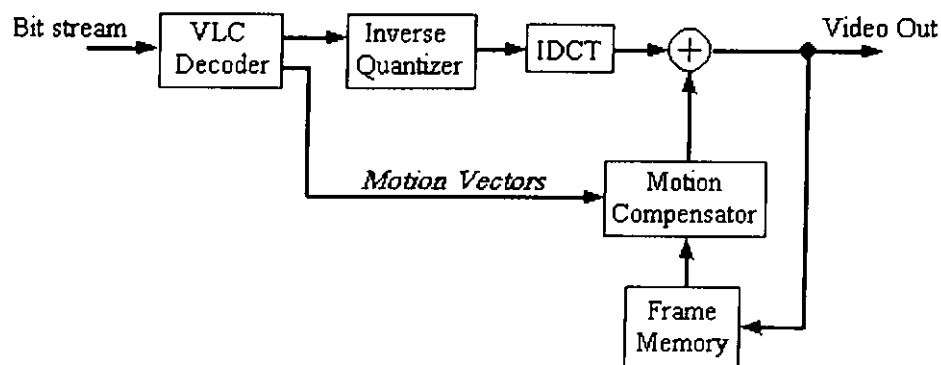 Bit stream
VLC
Decoder
Inverse
Quantizer
IDCT
+
Video Out
Motion Vectors
Motion
Compensator
Frame
Memory